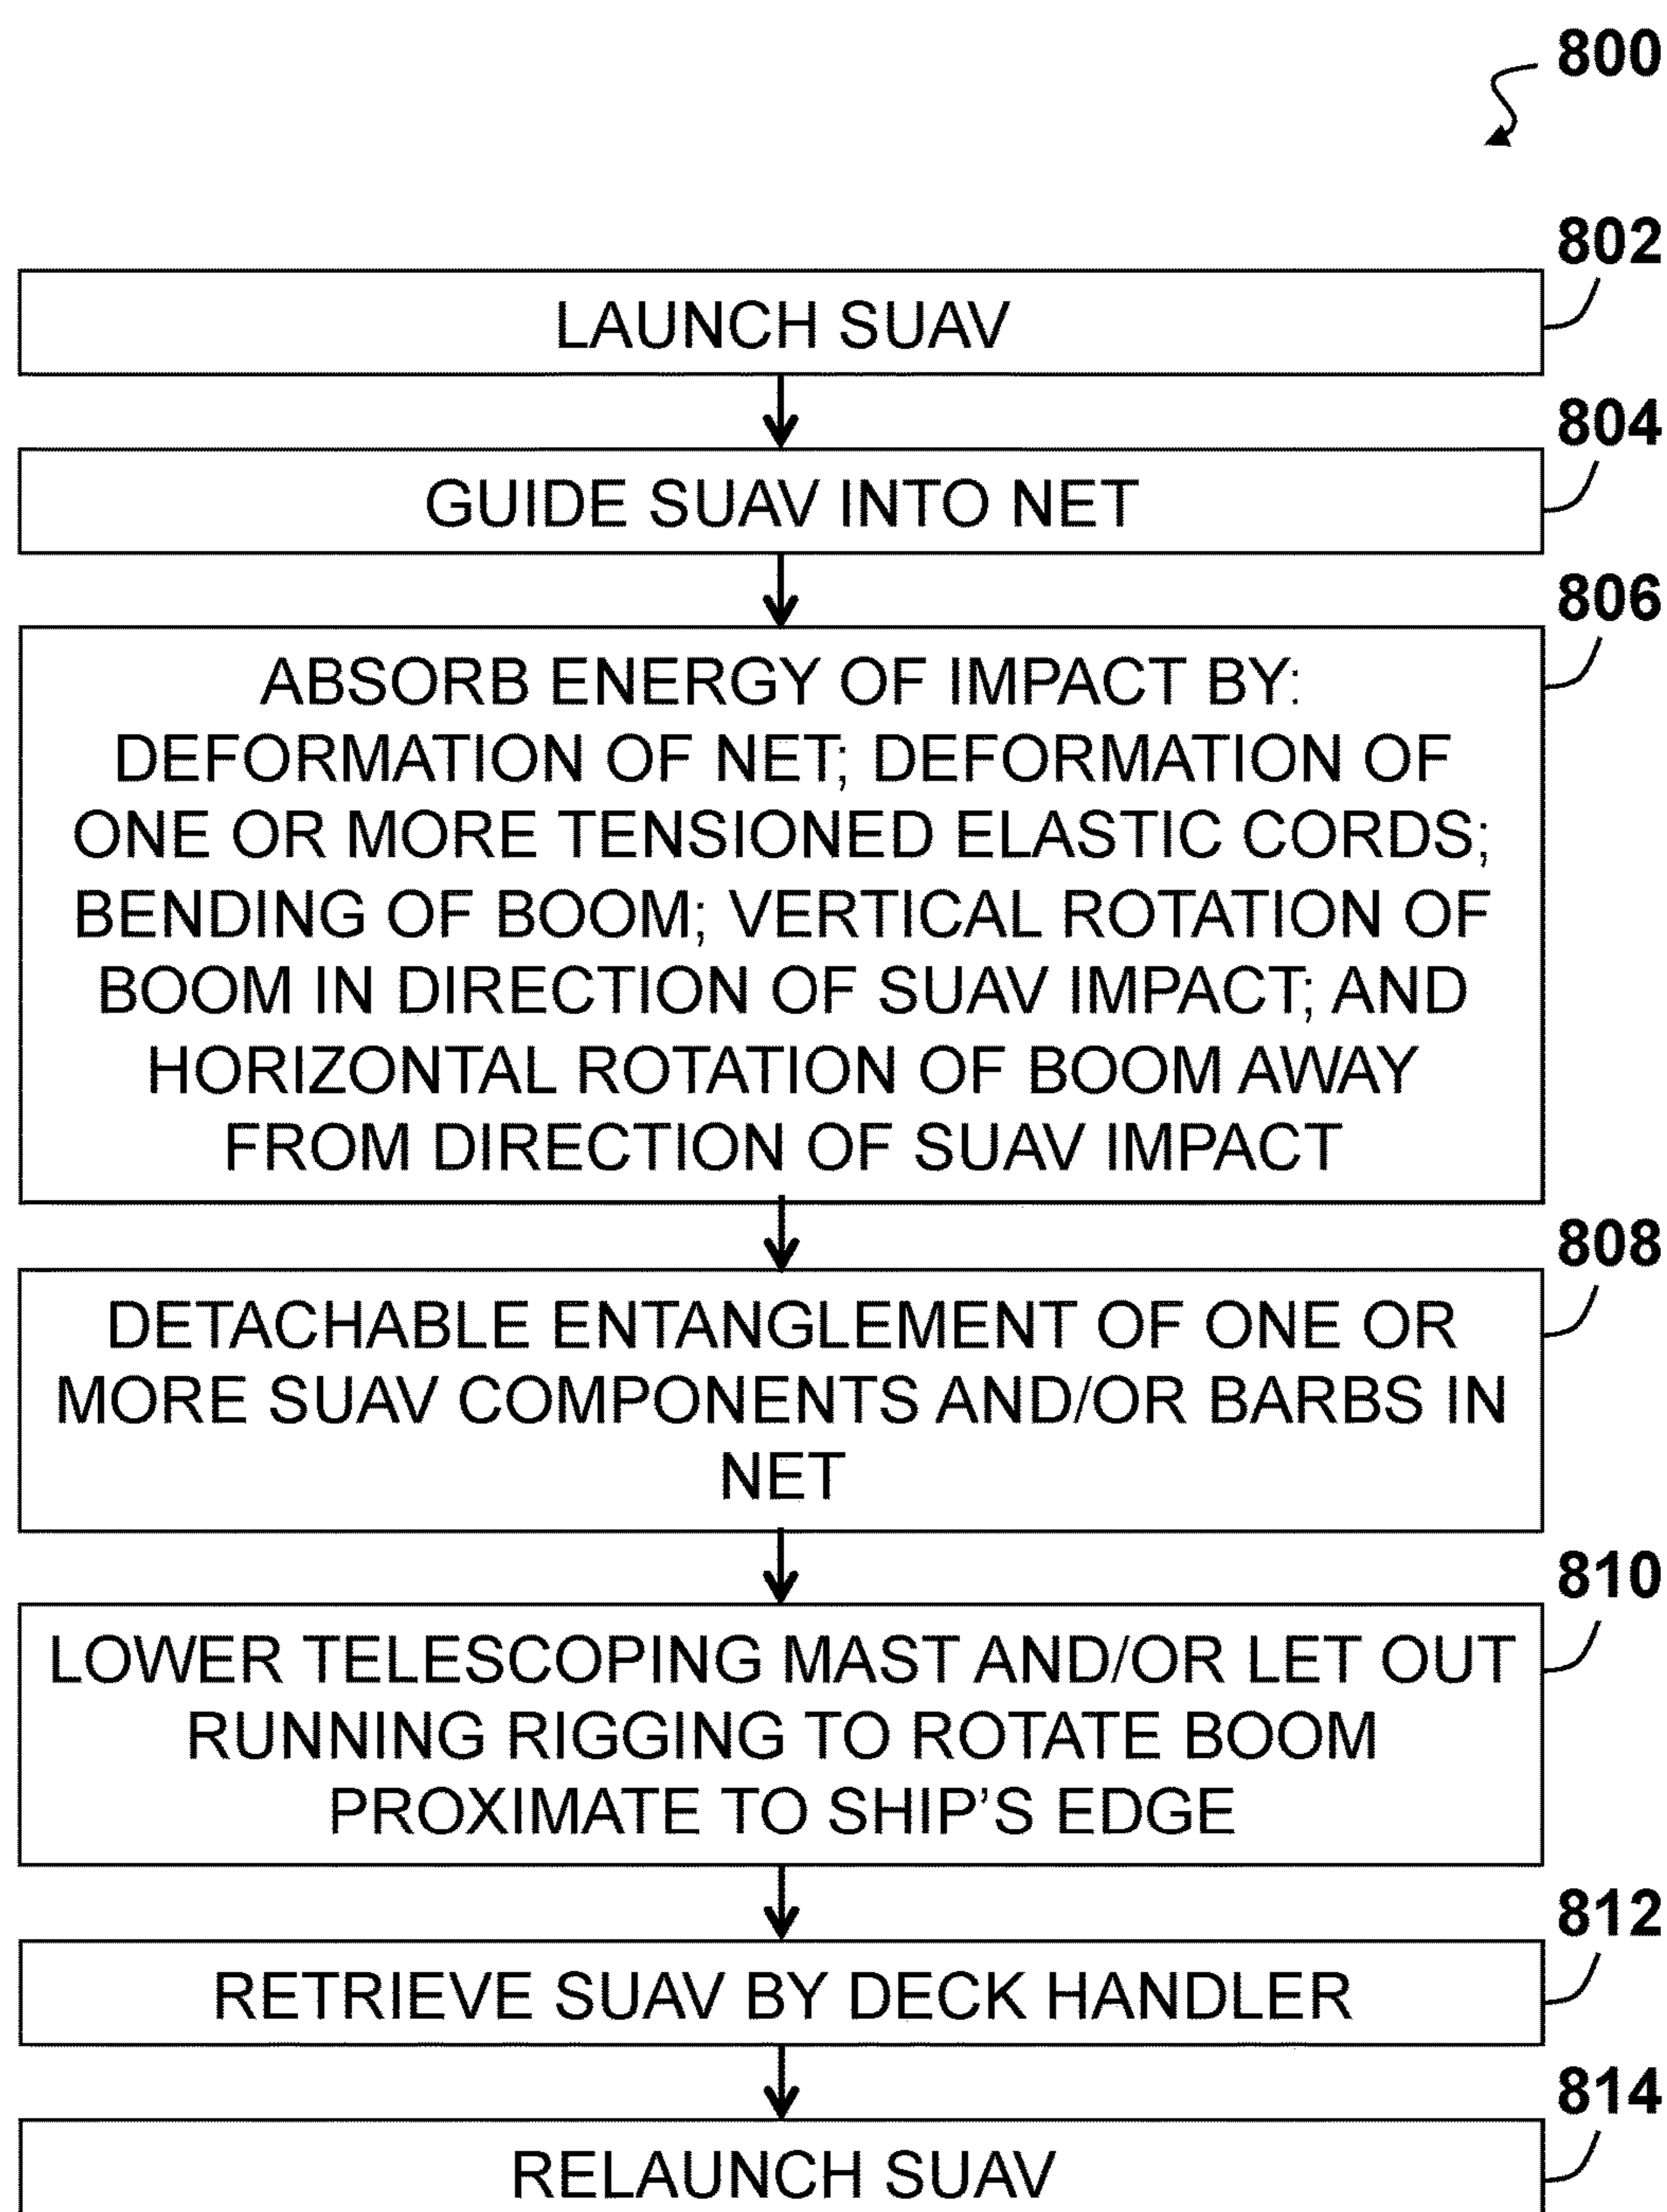 800
802
LAUNCH SUAV
804
GUIDE SUAV INTO NET
806
ABSORB ENERGY OF IMPACT BY:
DEFORMATION OF NET; DEFORMATION OF
ONE OR MORE TENSIONED ELASTIC CORDS;
BENDING OF BOOM; VERTICAL ROTATION OF
BOOM IN DIRECTION OF SUAV IMPACT; AND
HORIZONTAL ROTATION OF BOOM AWAY
FROM DIRECTION OF SUAV IMPACT
808
DETACHABLE ENTANGLEMENT OF ONE OR
MORE SUAV COMPONENTS AND/OR BARBS IN
NET
810
LOWER TELESCOPING MAST AND/OR LET OUT
RUNNING RIGGING TO ROTATE BOOM
PROXIMATE TO SHIP'S EDGE
812
RETRIEVE SUAV BY DECK HANDLER
814
RELAUNCH SUAV